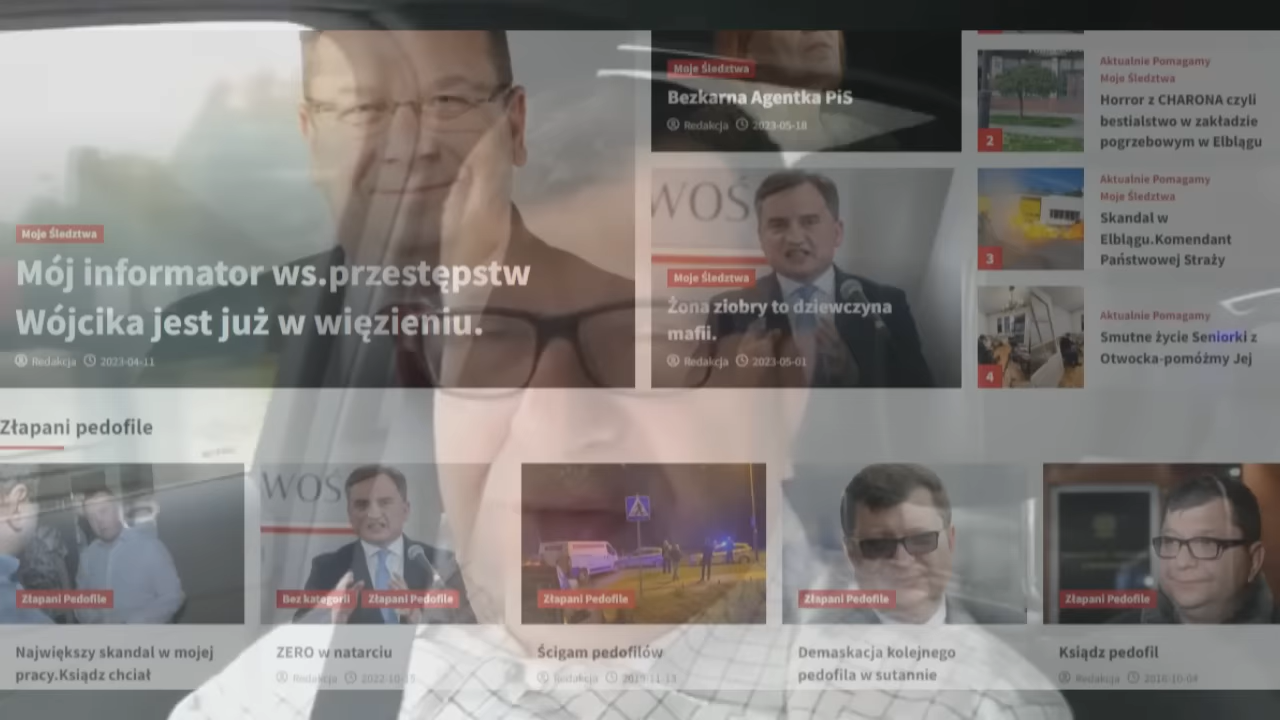 Moje Śledztwa
Mój informator ws.przestępstw
Wójcika jest już w więzieniu.
Redakcja 2023-04-11
Moje Śledztwa
Bezkarna Agentka PiS
Redakcja 2023-05-18
WOŚ
Moje Śledztwa
Żona ziobry to dziewczyna
mafii.
Redakcja 2023-05-01
Aktualnie Pomagamy
Moje Śledztwa
Horror z CHARONA czyli
bestialstwo w zakładzie
pogrzebowym w Elblągu
2
Aktualnie Pomagamy
Moje Śledztwa
Skandal w
Elblągu.Komendant
Państwowej Straży
3
Aktualnie Pomagamy
Smutne życie Seniorki z
Otwocka-pomóżmy Jej
4
Złapani pedofile
Złapani Pedofile
Największy skandal w mojej
pracy.Ksiądz chciał
WOŚ
Bez kategorii Złapani Pedofile
ZERO w natarciu
Redakcja
Złapani Pedofile
Ścigam pedofilów
Redakcja
Złapani Pedofile
Demaskacja kolejnego
pedofila w sutannie
Złapani Pedofile
Ksiądz pedofil
Redakcja